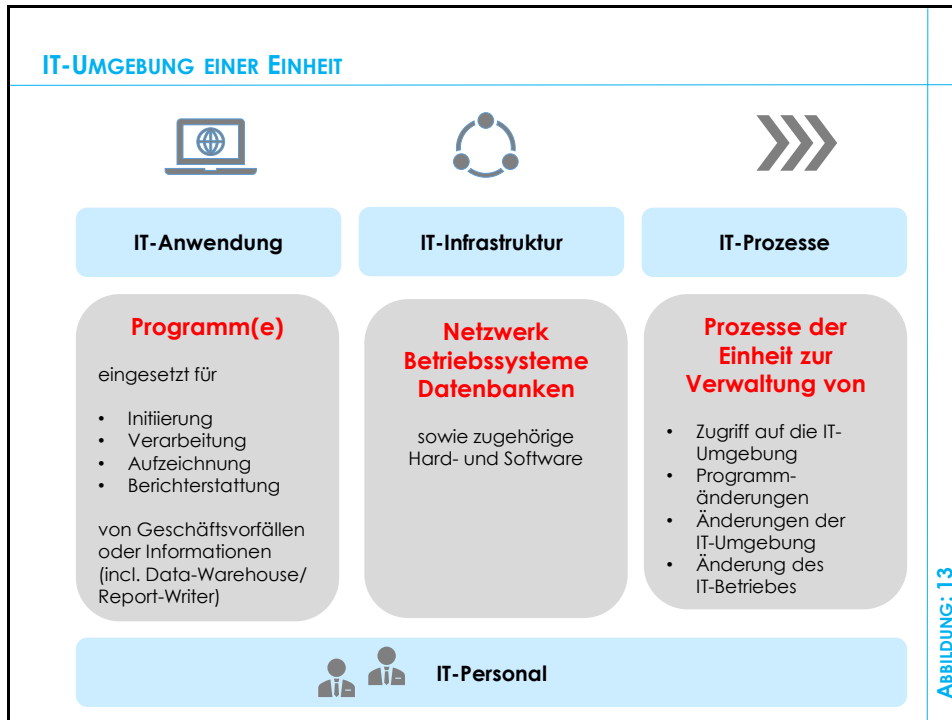 IT-UMGEBUNG EINER EINHEIT
IT-Anwendung
IT-Infrastruktur
IT-Prozesse
Programm(e)
eingesetzt für
• Initiierung
• Verarbeitung
• Aufzeichnung
• Berichterstattung
von Geschäftsvorfällen
oder Informationen
(incl. Data-Warehouse/
Report-Writer)
Netzwerk
Betriebssysteme
Datenbanken
sowie zugehörige
Hard- und Software
Prozesse der
Einheit zur
Verwaltung von
• Zugriff auf die IT-
Umgebung
• Programm-
änderungen
• Änderungen der
IT-Umgebung
• Änderung des
IT-Betriebes
IT-Personal
ABBILDUNG: 13